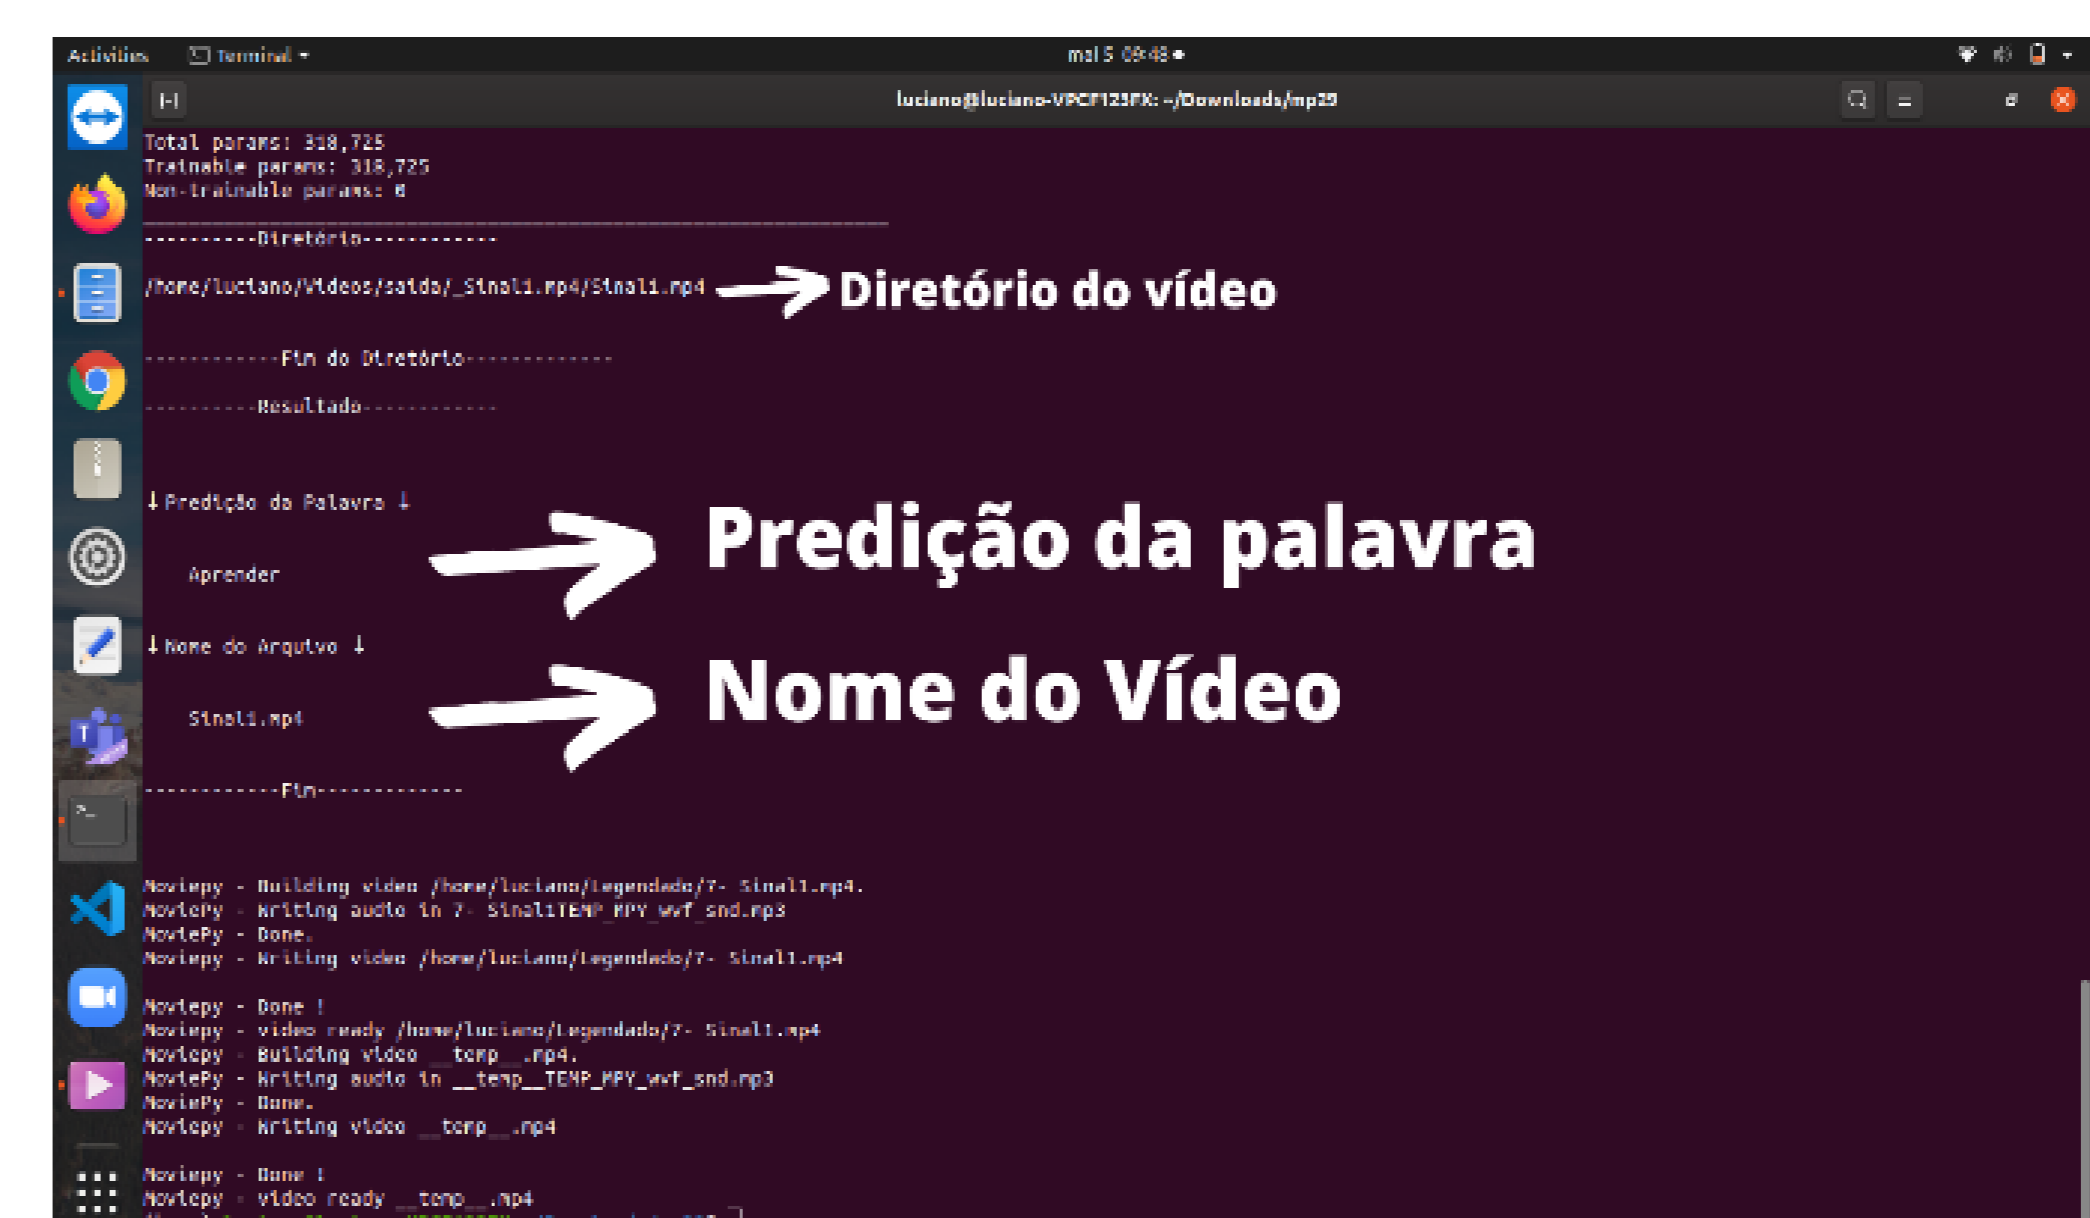 Activities Terminal mai 5 09:48
luciano@luciano-VPCF123FX: ~/Downloads/mp29
Total params: 318,725
Trainable params: 318,725
Non-trainable params: 0
----------Diretório------------
/home/luciano/Videos/saida/_Sinal1.mp4/Sinal1.mp4 Diretório do vídeo
------------Fim do Diretório-------------
----------Resultado------------
↓Predição da Palavra ↓
Predição da palavra
Aprender
↓Nome do Arquivo ↓
Nome do Vídeo
Sinal1.mp4
------------Fim-------------
Moviepy - Building video /home/luciano/Legendado/7- Sinal1.mp4.
MoviePy - Writing audio in 7- Sinal1TEMP_MPY_wvf_snd.mp3
MoviePy - Done.
Moviepy - Writing video /home/luciano/Legendado/7- Sinal1.mp4
Moviepy - Done !
Moviepy - video ready /home/luciano/Legendado/7- Sinal1.mp4
Moviepy - Building video __temp__.mp4.
MoviePy - Writing audio in __temp__TEMP_MPY_wvf_snd.mp3
MoviePy - Done.
Moviepy - Writing video __temp__.mp4
Moviepy - Done !
Moviepy - video ready __temp__.mp4